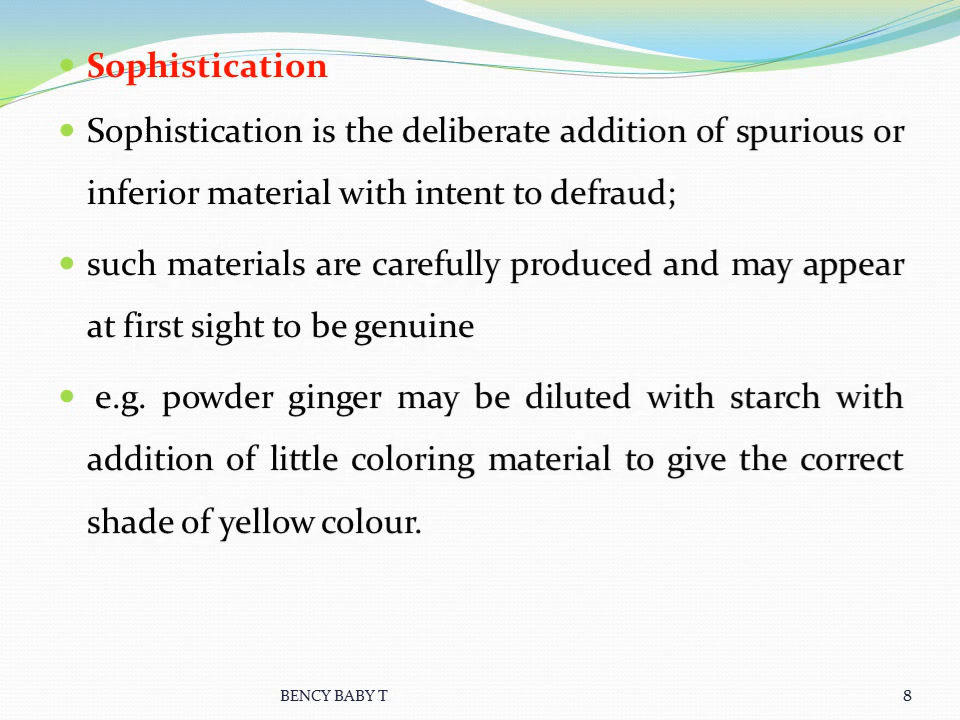 Sophistication
Sophistication is the deliberate addition of spurious or
inferior material with intent to defraud;
such materials are carefully produced and may appear
at first sight to be genuine
e.g. powder ginger may be diluted with starch with
addition of little coloring material to give the correct
shade of yellow colour.
BENCY BABY T
8